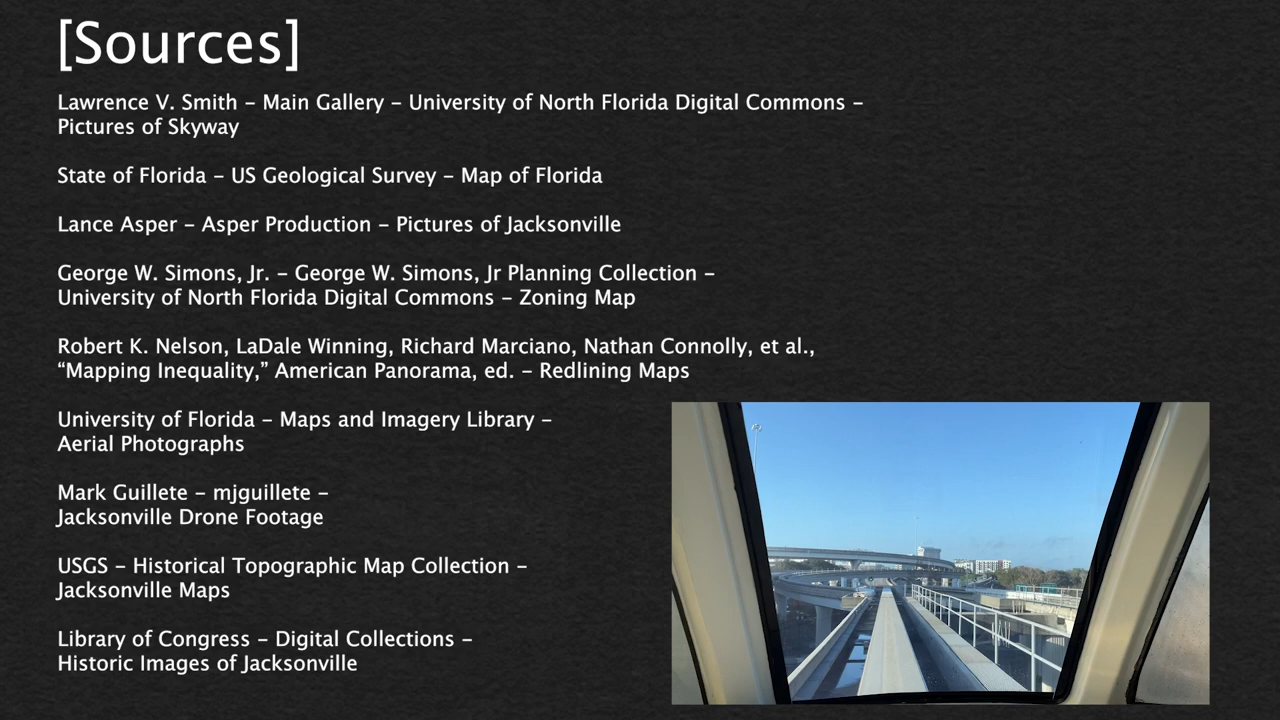 [Sources]
Lawrence V. Smith – Main Gallery – University of North Florida Digital Commons –
Pictures of Skyway
State of Florida – US Geological Survey – Map of Florida
Lance Asper – Asper Production – Pictures of Jacksonville
George W. Simons, Jr. – George W. Simons, Jr Planning Collection –
University of North Florida Digital Commons – Zoning Map
Robert K. Nelson, LaDale Winning, Richard Marciano, Nathan Connolly, et al.,
“Mapping Inequality,” American Panorama, ed. – Redlining Maps
University of Florida – Maps and Imagery Library –
Aerial Photographs
Mark Guillete – mjguillete –
Jacksonville Drone Footage
USGS – Historical Topographic Map Collection –
Jacksonville Maps
Library of Congress – Digital Collections –
Historic Images of Jacksonville